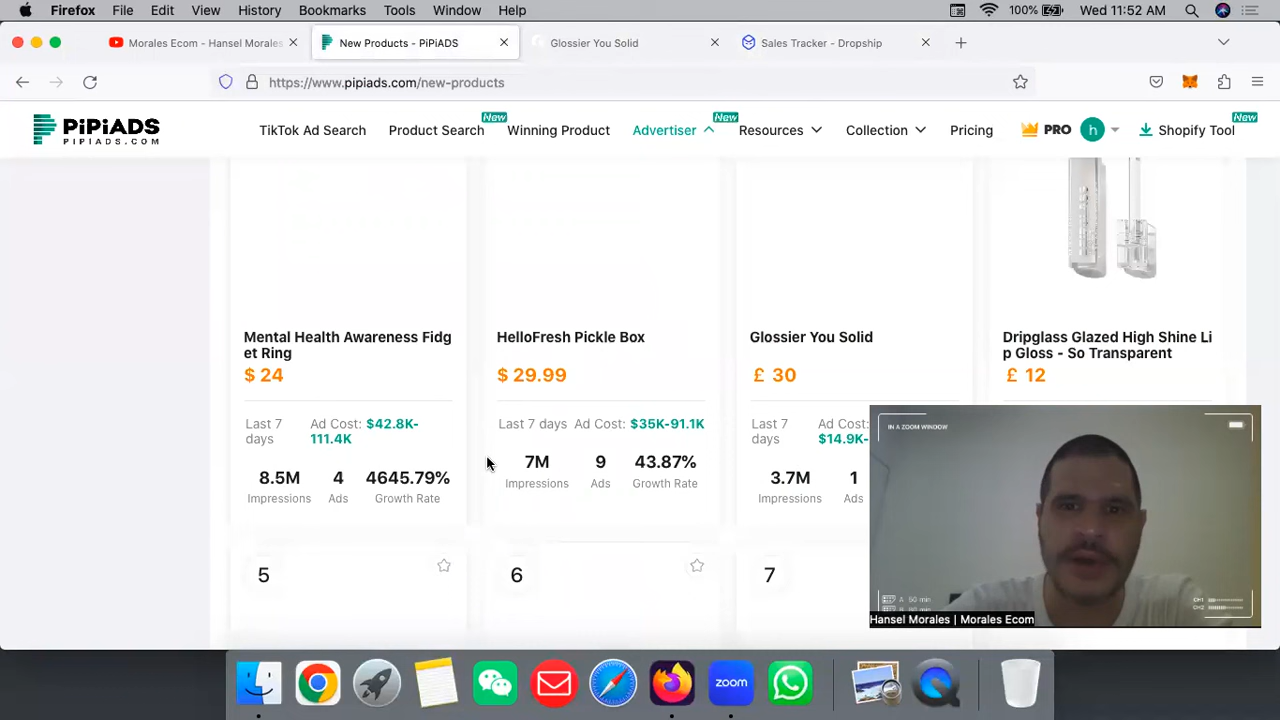 Firefox File Edit View History Bookmarks Tools Window Help 100% Wed 11:52 AM
Morales Ecom - Hansel Morales New Products - PiPiADS Glossier You Solid Sales Tracker - Dropship
https://www.pipiads.com/new-products
PiPiADS
PIPIADS.COM
TikTok Ad Search Product Search New Winning Product Advertiser New Resources Collection Pricing PRO h Shopify Tool New
Mental Health Awareness Fidg
et Ring
$ 24
Last 7
days
Ad Cost: $42.8K-
111.4K
8.5M 4 4645.79%
Impressions Ads Growth Rate
HelloFresh Pickle Box
$ 29.99
Last 7 days Ad Cost: $35K-91.1K
7M 9 43.87%
Impressions Ads Growth Rate
Glossier You Solid
£ 30
Last 7
days
Ad Cost:
$14.9K-
3.7M 1
Impressions Ads
Dripglass Glazed High Shine Li
p Gloss - So Transparent
£ 12
5 6 7
IN A ZOOM WINDOW
A 50 min
CH1
CH2
Hansel Morales | Morales Ecom
zoom